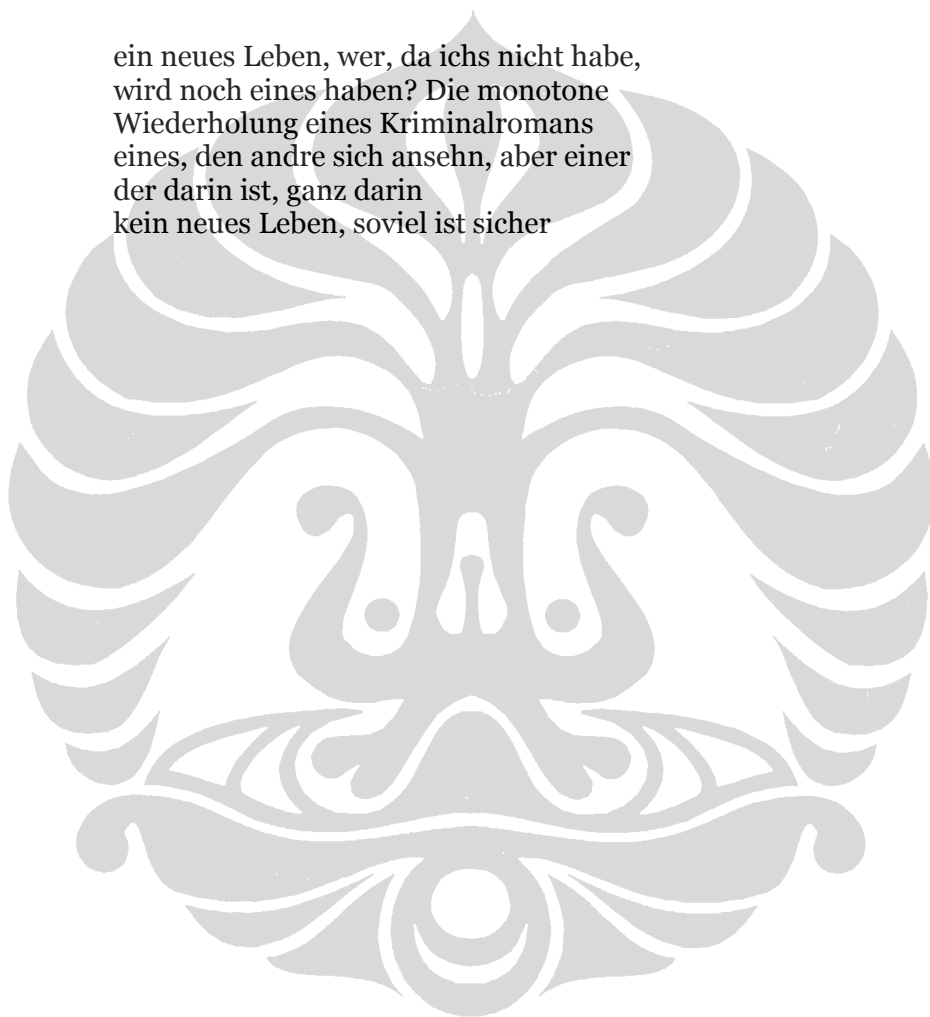 ein neues Leben, wer, da ichs nicht habe,
wird noch eines haben? Die monotone
Wiederholung eines Kriminalromans
eines, den andre sich ansehn, aber einer
der darin ist, ganz darin
kein neues Leben, soviel ist sicher